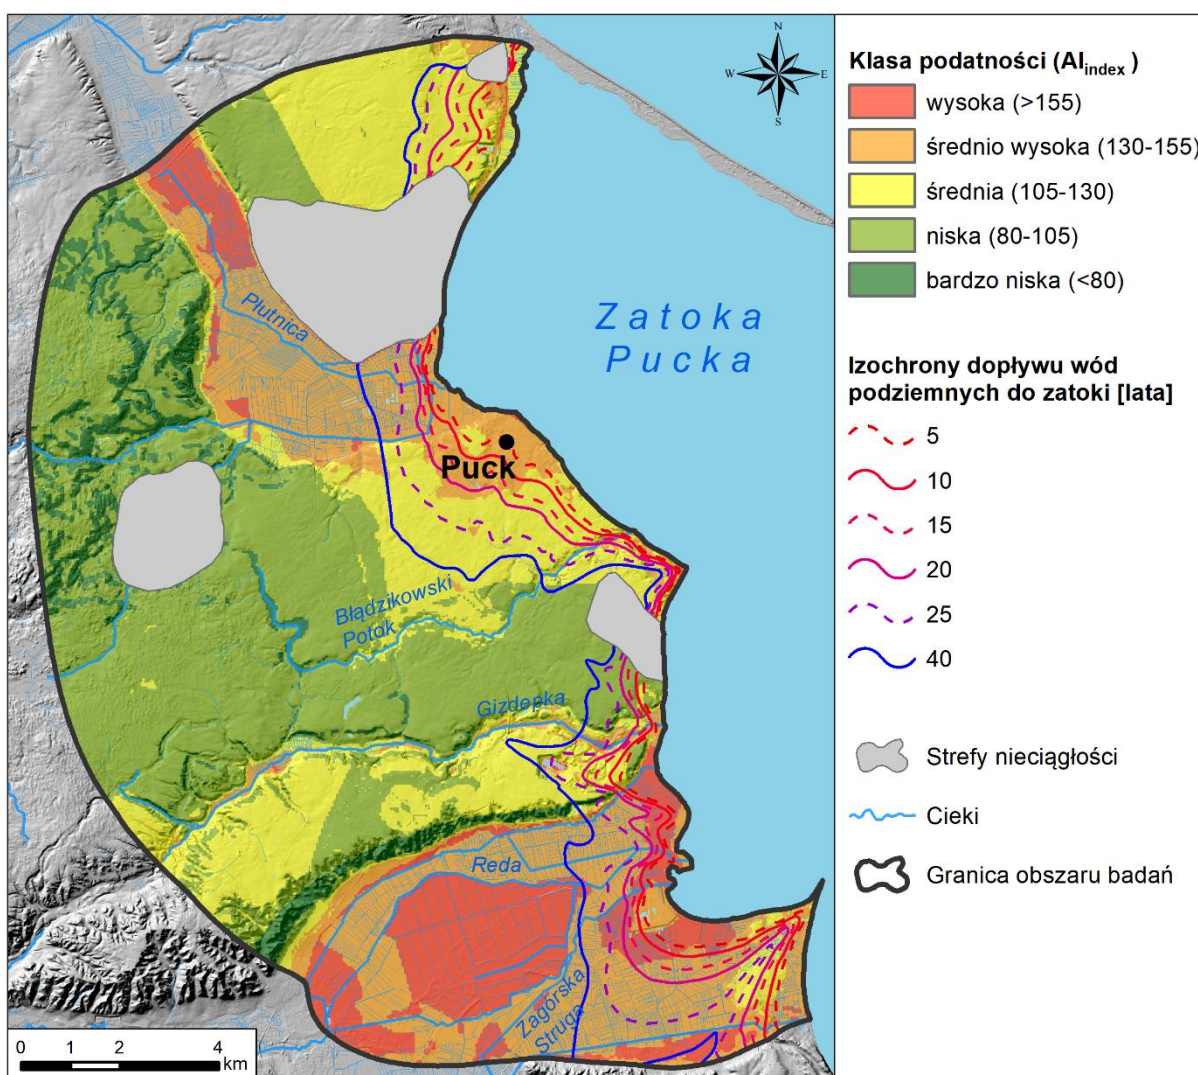 N
W E
S
Zatoka
Pucka
Płutnica
Puck
Błądzikowski
Potok
Gizdepka
Reda
Zagórska
Struga
0 1 2 4
km
Klasa podatności (AIindex )
wysoka (>155)
średnio wysoka (130-155)
średnia (105-130)
niska (80-105)
bardzo niska (<80)
Izochrony dopływu wód
podziemnych do zatoki [lata]
5
10
15
20
25
40
Strefy nieciągłości
Cieki
Granica obszaru badań